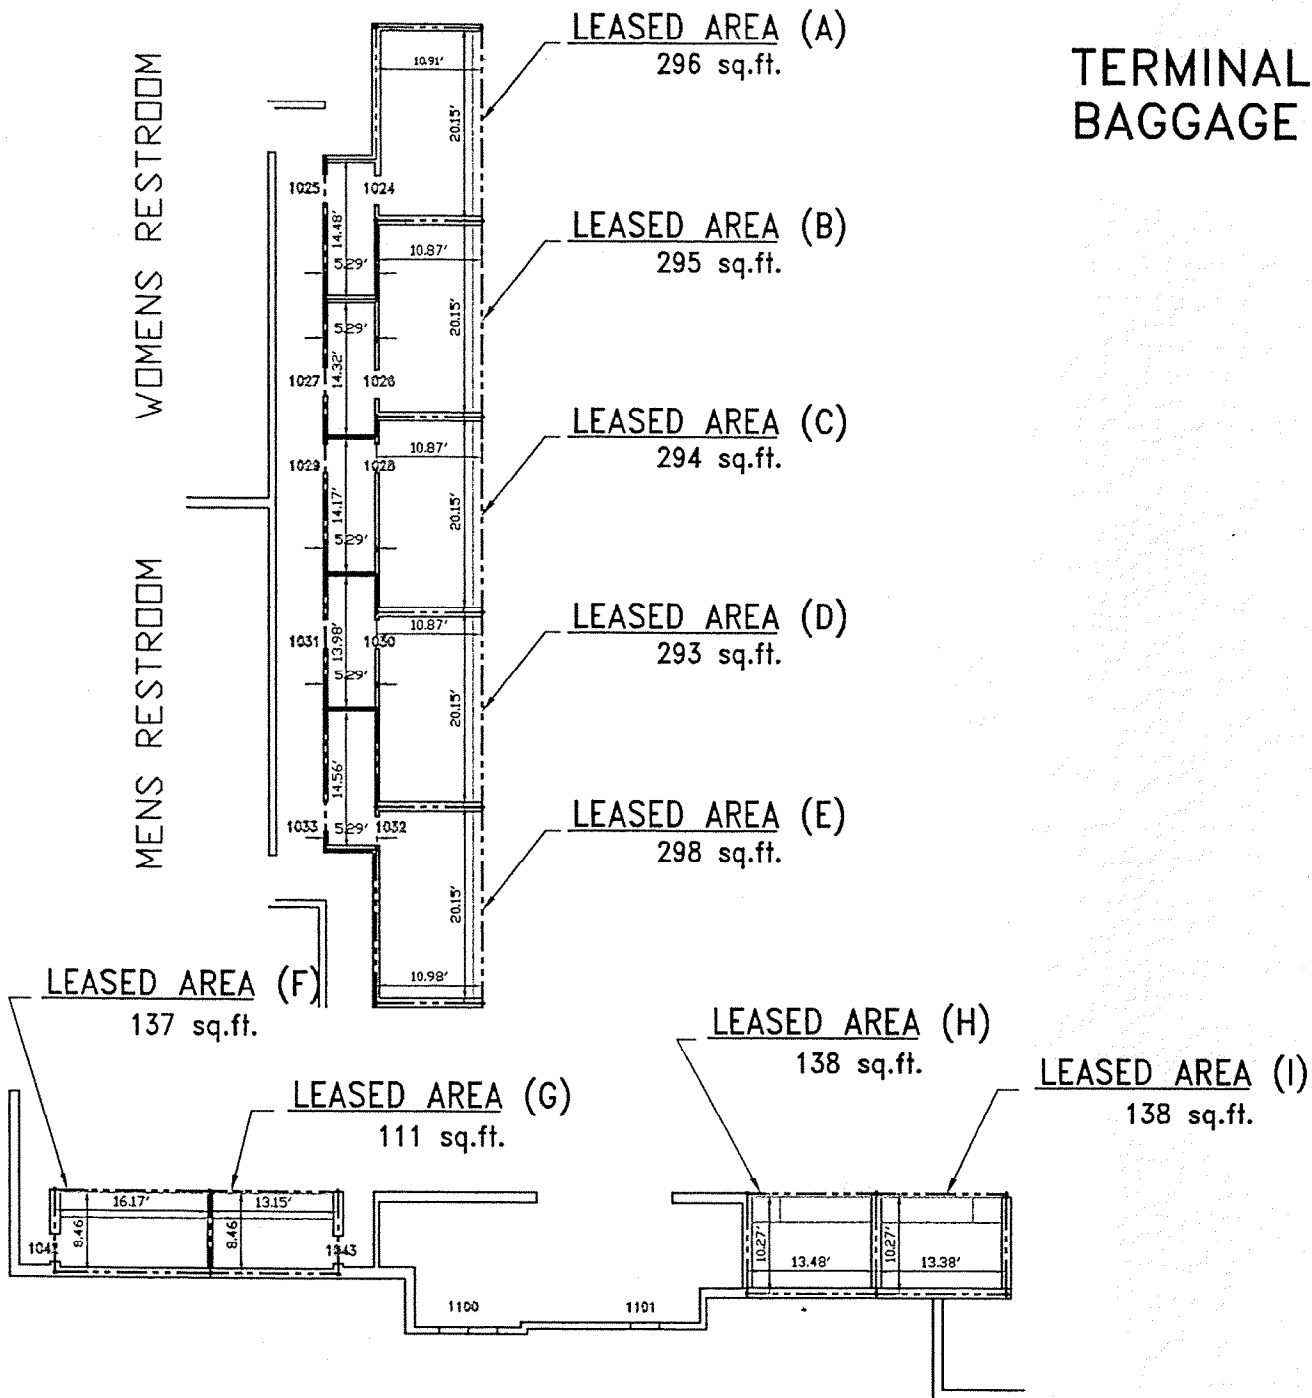 TERMINAL
BAGGAGE
WOMENS RESTROOM
MENS RESTROOM
LEASED AREA (A)
296 sq.ft.
10.91'
20.15'
1025
1024
14.48'
5.29'
LEASED AREA (B)
295 sq.ft.
10.87'
20.15'
5.29'
14.32'
1027
1026
LEASED AREA (C)
294 sq.ft.
10.87'
20.15'
1029
1028
14.17'
5.29'
LEASED AREA (D)
293 sq.ft.
10.87'
20.15'
1031
1030
13.98'
5.29'
LEASED AREA (E)
298 sq.ft.
14.56'
1033
5.29'
1032
20.15'
10.98'
LEASED AREA (F)
137 sq.ft.
LEASED AREA (G)
111 sq.ft.
LEASED AREA (H)
138 sq.ft.
LEASED AREA (I)
138 sq.ft.
16.17'
13.15'
8.46'
8.46'
1043
10.27'
13.48'
10.27'
13.38'
1100
1101